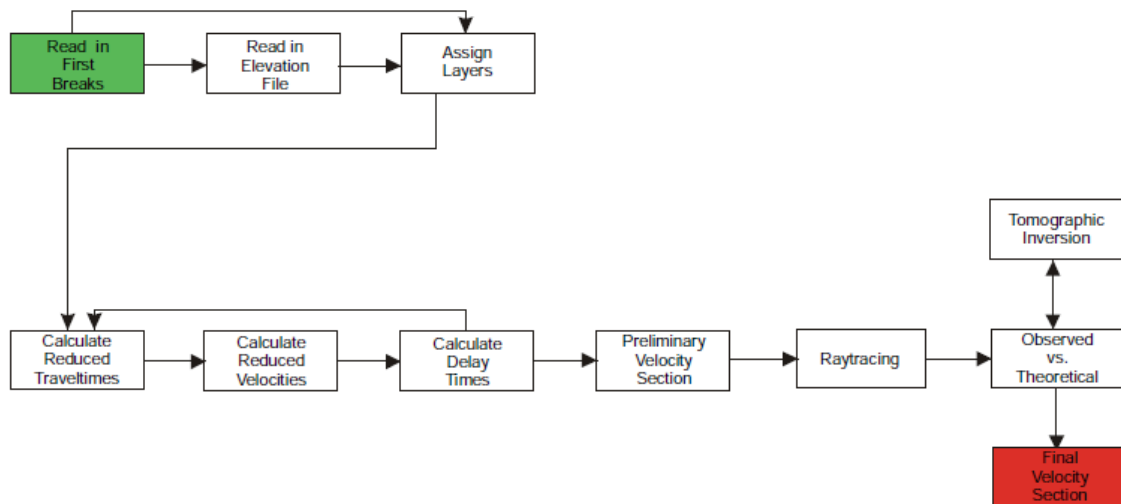 Read in
First
Breaks
Read in
Elevation
File
Assign
Layers
Tomographic
Inversion
Calculate
Reduced
Traveltimes
Calculate
Reduced
Velocities
Calculate
Delay
Times
Preliminary
Velocity
Section
Raytracing
Observed
vs.
Theoretical
Final
Velocity
Section